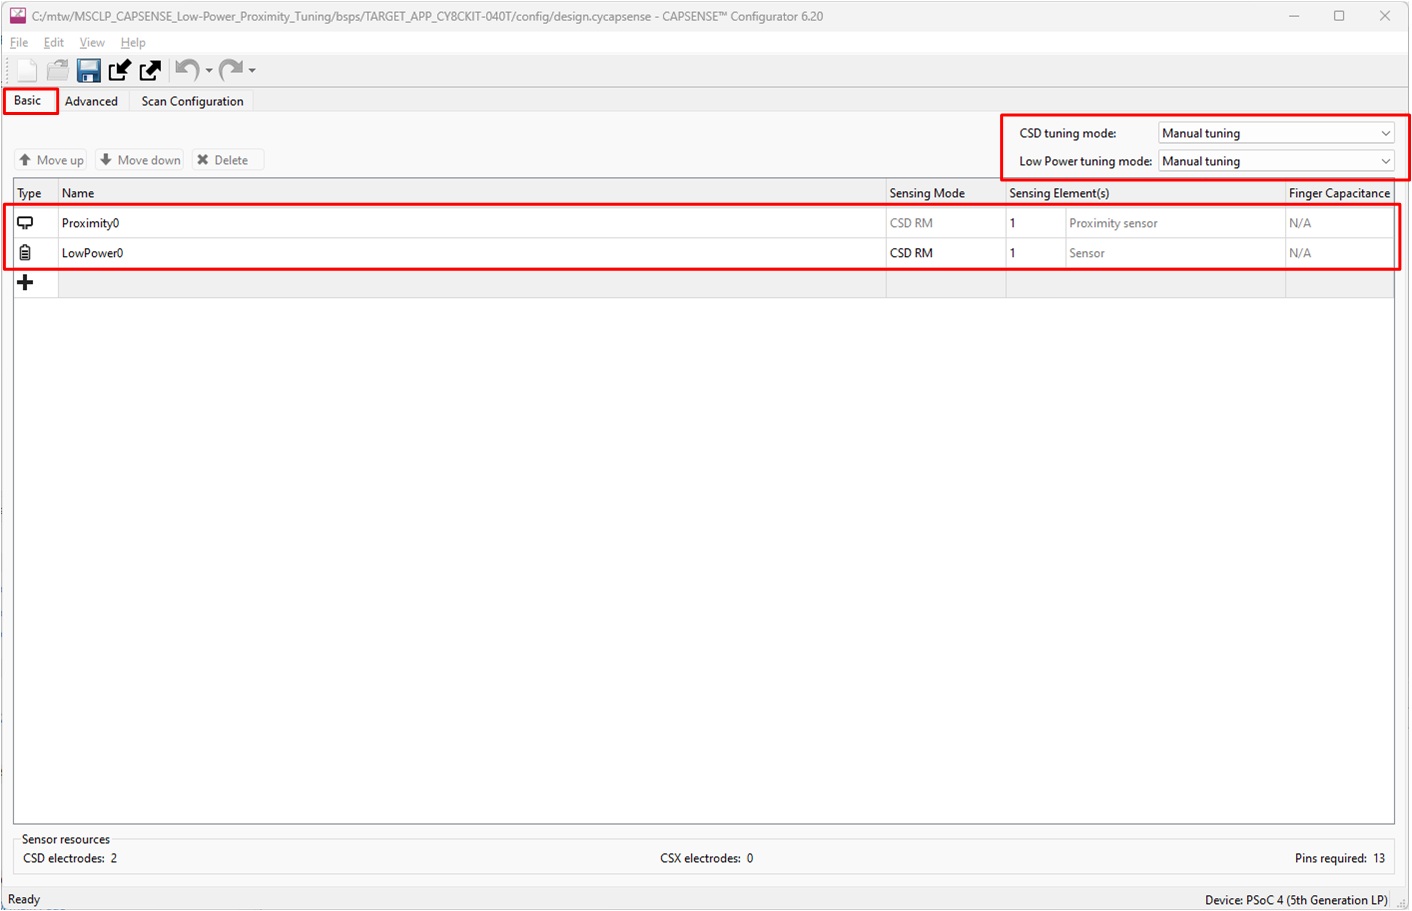 C:/mtw/MSCLP_CAPSENSE_Low-Power_Proximity_Tuning/bsps/TARGET_APP_CY8CKIT-040T/config/design.cycapsense - CAPSENSE™ Configurator 6.20
File Edit View Help
Basic Advanced Scan Configuration
CSD tuning mode: Manual tuning
Move up Move down Delete Low Power tuning mode: Manual tuning
Type Name Sensing Mode Sensing Element(s) Finger Capacitance
Proximity0 CSD RM 1 Proximity sensor N/A
LowPower0 CSD RM 1 Sensor N/A
Sensor resources
CSD electrodes: 2 CSX electrodes: 0 Pins required: 13
Ready Device: PSoC 4 (5th Generation LP)